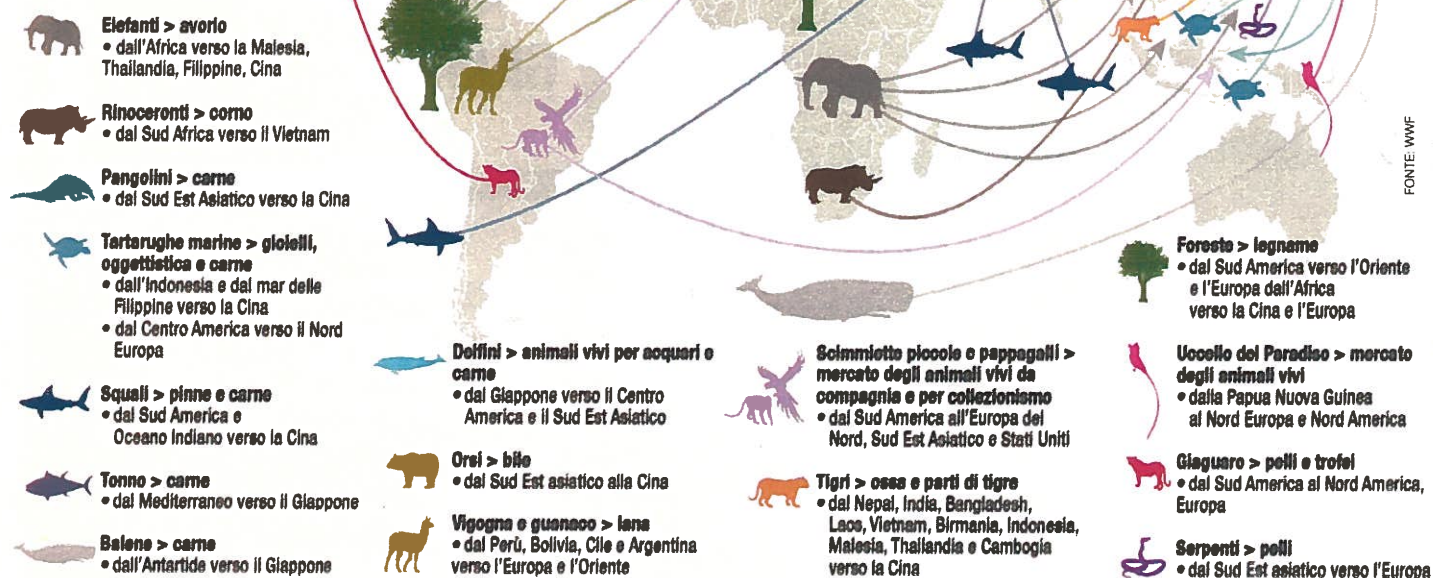 Elefanti > avorio
• dall'Africa verso la Malesia,
Thailandia, Filippine, Cina
Rinoceronti > corno
• dal Sud Africa verso il Vietnam
Pangolini > carne
• dal Sud Est Asiatico verso la Cina
Tartarughe marine > gioielli,
oggettistica e carne
• dall'Indonesia e dal mar delle
Filippine verso la Cina
• dal Centro America verso il Nord
Europa
Squali > pinne e carne
• dal Sud America e
Oceano Indiano verso la Cina
Tonno > carne
• dal Mediterraneo verso il Giappone
Balene > carne
• dall'Antartide verso il Giappone
Delfini > animali vivi per acquari e
carne
• dal Giappone verso il Centro
America e il Sud Est Asiatico
Orsi > bile
• dal Sud Est asiatico alla Cina
Vigogna e guanaco > lana
• dal Perù, Bolivia, Cile e Argentina
verso l'Europa e l'Oriente
Scimmiette piccole e pappagalli >
mercato degli animali vivi da
compagnia e per collezionismo
• dal Sud America all'Europa del
Nord, Sud Est Asiatico e Stati Uniti
Tigri > ossa e parti di tigre
• dal Nepal, India, Bangladesh,
Laos, Vietnam, Birmania, Indonesia,
Malesia, Thailandia e Cambogia
verso la Cina
Foreste > legname
• dal Sud America verso l'Oriente
e l'Europa dall'Africa
verso la Cina e l'Europa
Uccello del Paradiso > mercato
degli animali vivi
• dalla Papua Nuova Guinea
al Nord Europa e Nord America
Giaguaro > pelli e trofei
• dal Sud America al Nord America,
Europa
Serpenti > pelli
• dal Sud Est asiatico verso l'Europa
FONTE: WWF